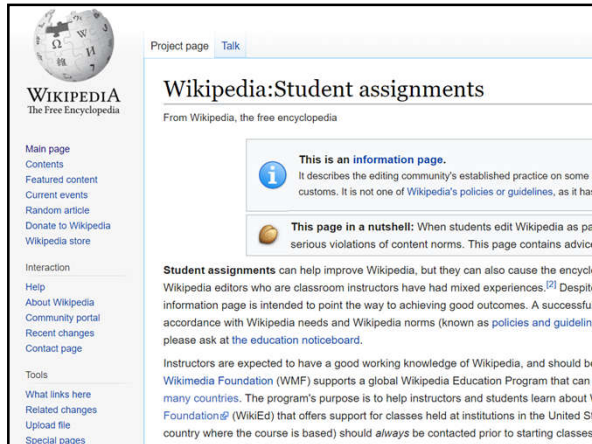 WIKIPEDIA
The Free Encyclopedia
Main page
Contents
Featured content
Current events
Random article
Donate to Wikipedia
Wikipedia store
Interaction
Help
About Wikipedia
Community portal
Recent changes
Contact page
Tools
What links here
Related changes
Upload file
Special pages
Project page Talk
Wikipedia:Student assignments
From Wikipedia, the free encyclopedia
This is an information page.
It describes the editing community's established practice on some
customs. It is not one of Wikipedia's policies or guidelines, as it has
This page in a nutshell: When students edit Wikipedia as pa
serious violations of content norms. This page contains advic
Student assignments can help improve Wikipedia, but they can also cause the encyclo
Wikipedia editors who are classroom instructors have had mixed experiences.[2] Despit
information page is intended to point the way to achieving good outcomes. A successfu
accordance with Wikipedia needs and Wikipedia norms (known as policies and guidelin
please ask at the education noticeboard.
Instructors are expected to have a good working knowledge of Wikipedia, and should be
Wikimedia Foundation (WMF) supports a global Wikipedia Education Program that can
many countries. The program's purpose is to help instructors and students learn about W
Foundation (WikiEd) that offers support for classes held at institutions in the United St
country where the course is based) should always be contacted prior to starting classes